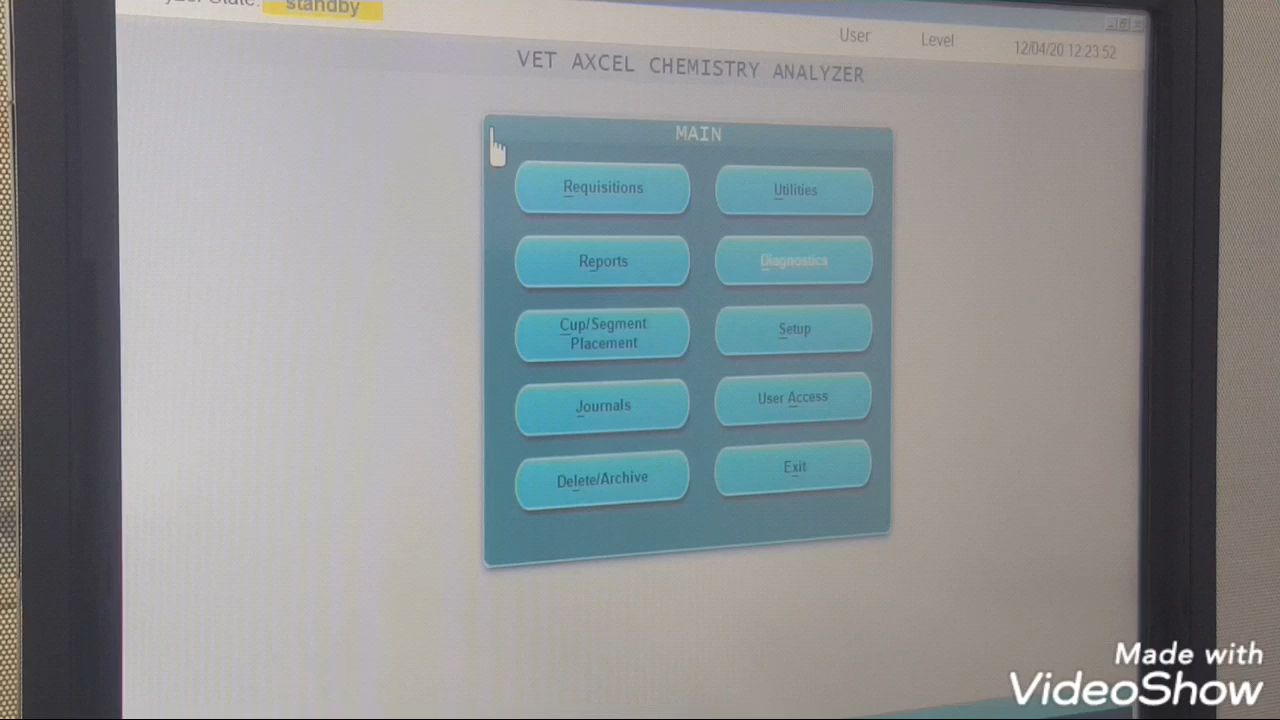 State: standby
User Level 12/04/20 12:23:52
VET AXCEL CHEMISTRY ANALYZER
MAIN
Requisitions
Utilities
Reports
Diagnostics
Cup/Segment
Placement
Setup
Journals
User Access
Delete/Archive
Exit
Made with
VideoShow